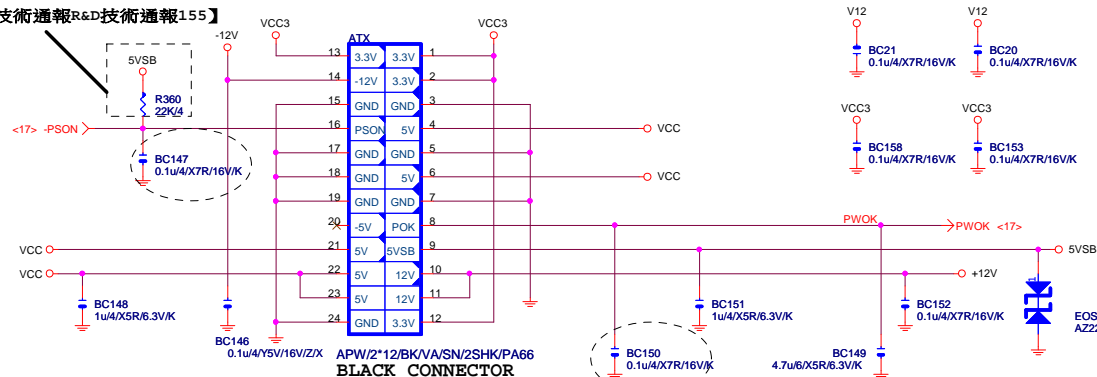 技術通報R&D技術通報155】
5VSB
R360
22K/4
<17> -PSON
BC147
0.1u/4/X7R/16V/K
-12V
VCC3
VCC3
ATX
13 3.3V 3.3V 1
14 -12V 3.3V 2
15 GND GND 3
16 PSON 5V 4
17 GND GND 5
18 GND 5V 6
19 GND GND 7
20 -5V POK 8
21 5V 5VSB 9
22 5V 12V 10
23 5V 12V 11
24 GND 3.3V 12
VCC
VCC
VCC
VCC
BC148
1u/4/X5R/6.3V/K
BC146
0.1u/4/Y5V/16V/Z/X
APW/2*12/BK/VA/SN/2SHK/PA66
BLACK CONNECTOR
V12
BC21
0.1u/4/X7R/16V/K
V12
BC20
0.1u/4/X7R/16V/K
VCC3
BC158
0.1u/4/X7R/16V/K
VCC3
BC153
0.1u/4/X7R/16V/K
PWOK
PWOK <17>
5VSB
+12V
BC151
1u/4/X5R/6.3V/K
BC152
0.1u/4/X7R/16V/K
BC150
0.1u/4/X7R/16V/K
BC149
4.7u/6/X5R/6.3V/K
EOS
AZ22